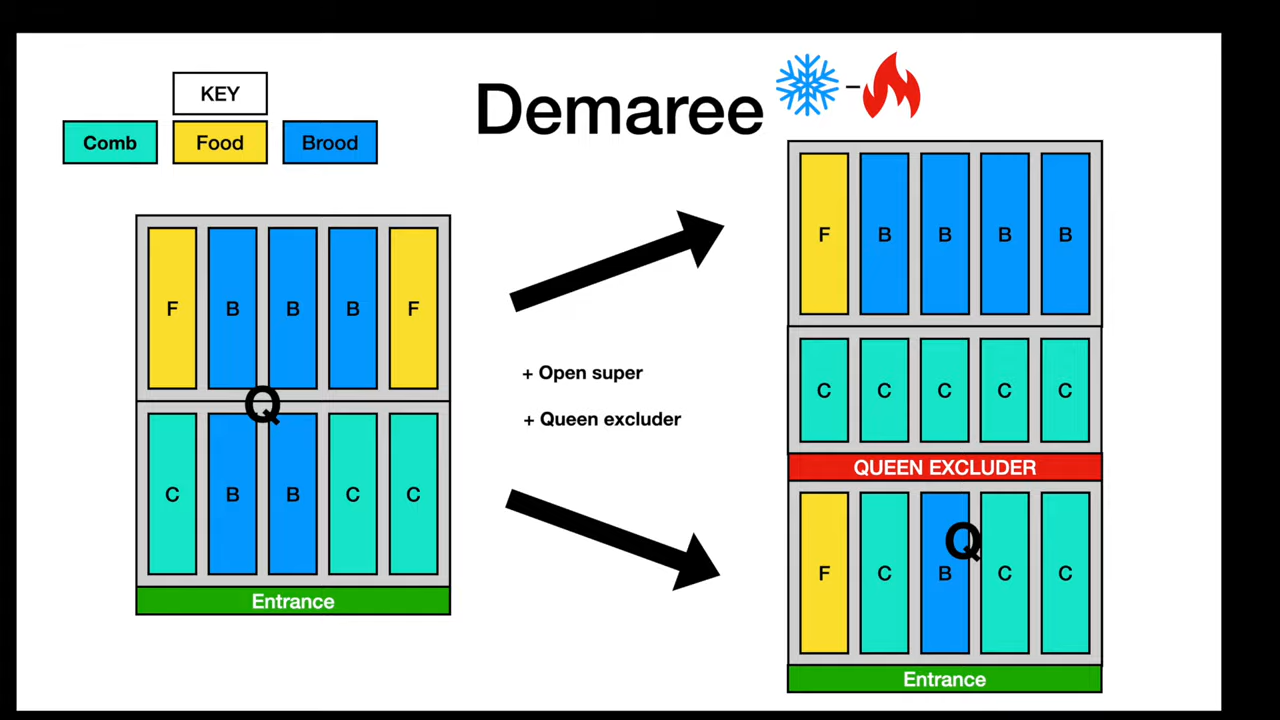 KEY
Comb Food Brood
Demaree –
F B B B F
Q
C B B C C
Entrance
+ Open super
+ Queen excluder
F B B B B
C C C C C
QUEEN EXCLUDER
Q
F C B C C
Entrance